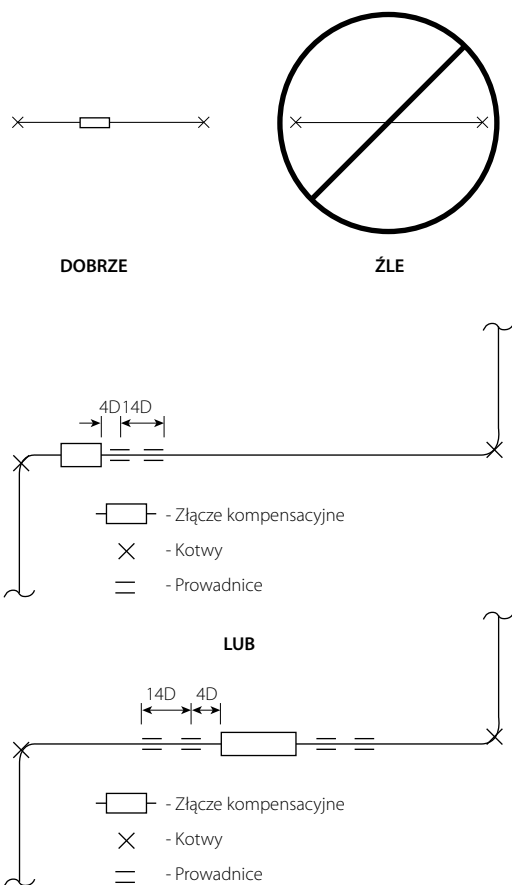 DOBRZE
ŹLE
4D 14D
- Złącze kompensacyjne
- Kotwy
- Prowadnice
LUB
14D 4D
- Złącze kompensacyjne
- Kotwy
- Prowadnice